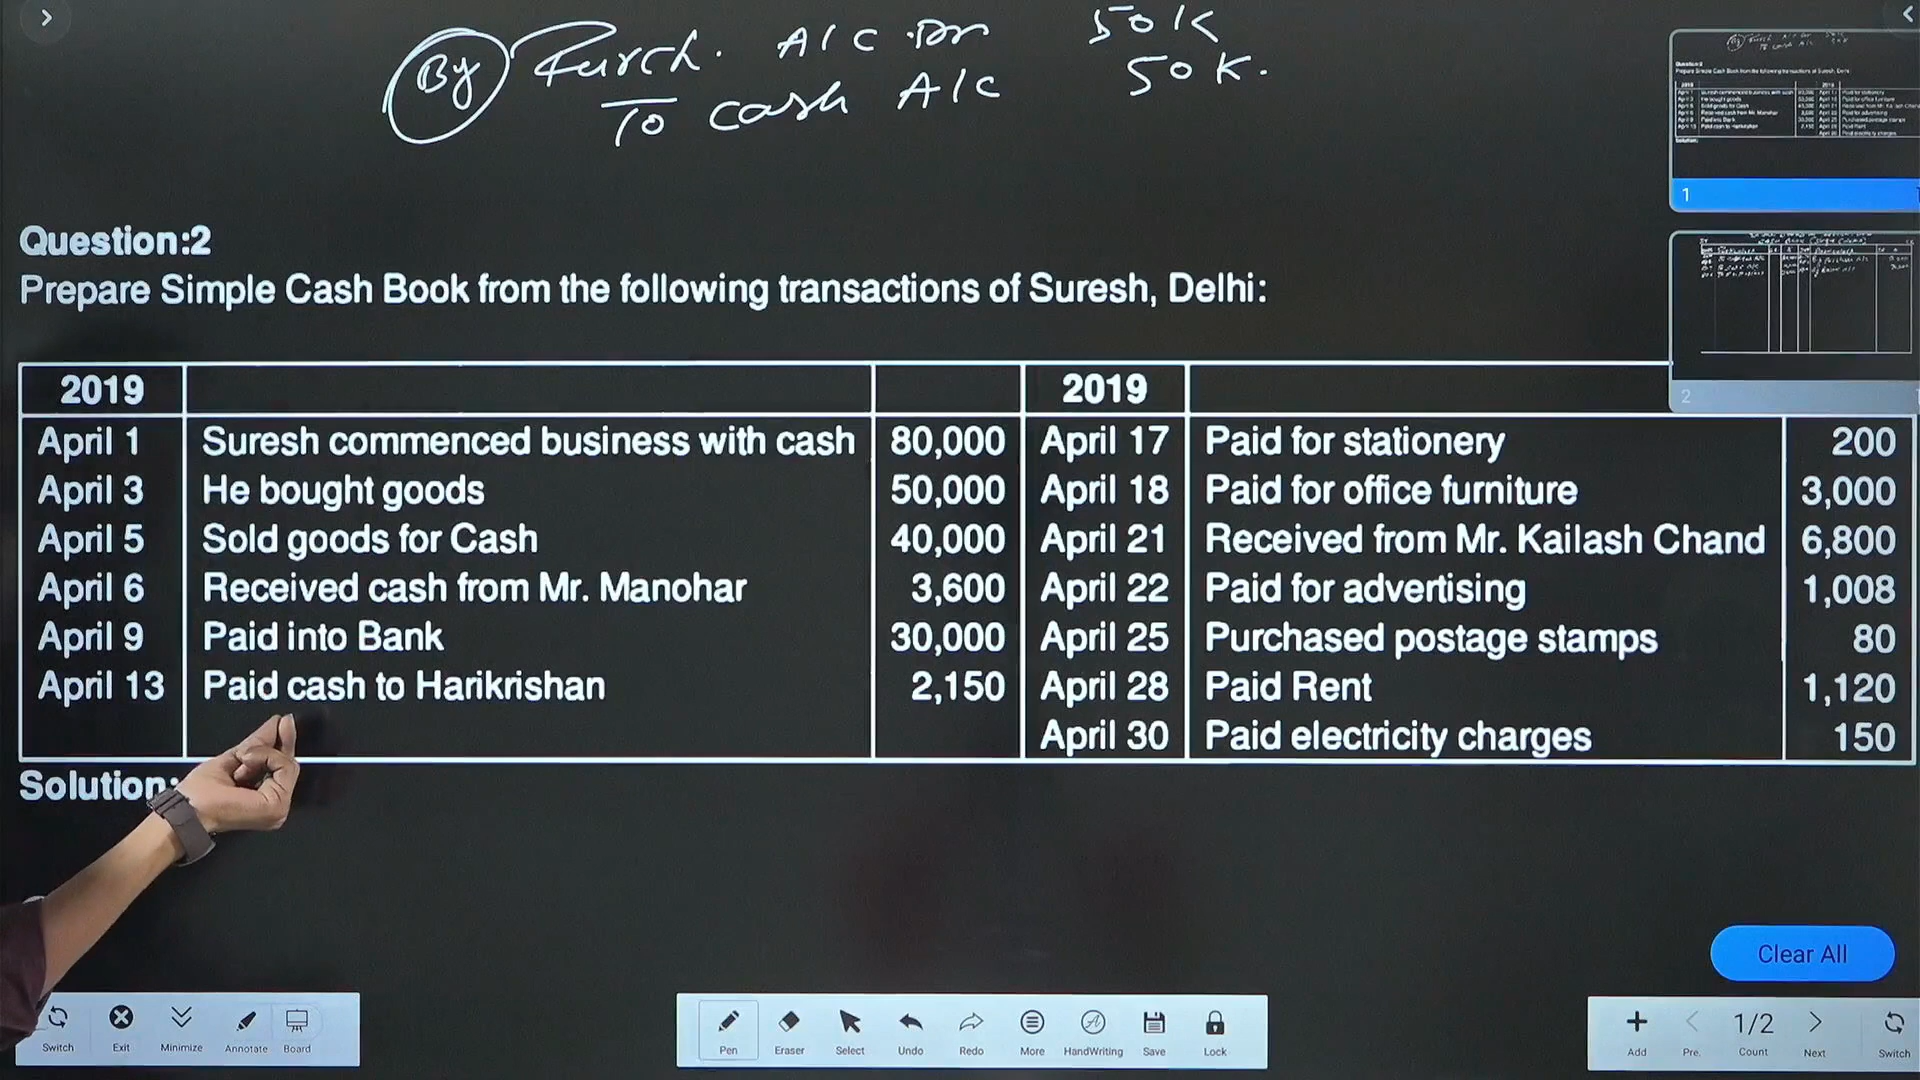 By Purch. A/C Dr 50K
To cash A/C 50K.
Question:2
Prepare Simple Cash Book from the following transactions of Suresh, Delhi:
2019 2019
April 1 Suresh commenced business with cash 80,000 April 17 Paid for stationery 200
April 3 He bought goods 50,000 April 18 Paid for office furniture 3,000
April 5 Sold goods for Cash 40,000 April 21 Received from Mr. Kailash Chand 6,800
April 6 Received cash from Mr. Manohar 3,600 April 22 Paid for advertising 1,008
April 9 Paid into Bank 30,000 April 25 Purchased postage stamps 80
April 13 Paid cash to Harikrishan 2,150 April 28 Paid Rent 1,120
April 30 Paid electricity charges 150
Solution:
1
2
Clear All
Switch Exit Minimize Annotate Board
Pen Eraser Select Undo Redo More HandWriting Save Lock
1/2
Add Pre. Count Next Switch